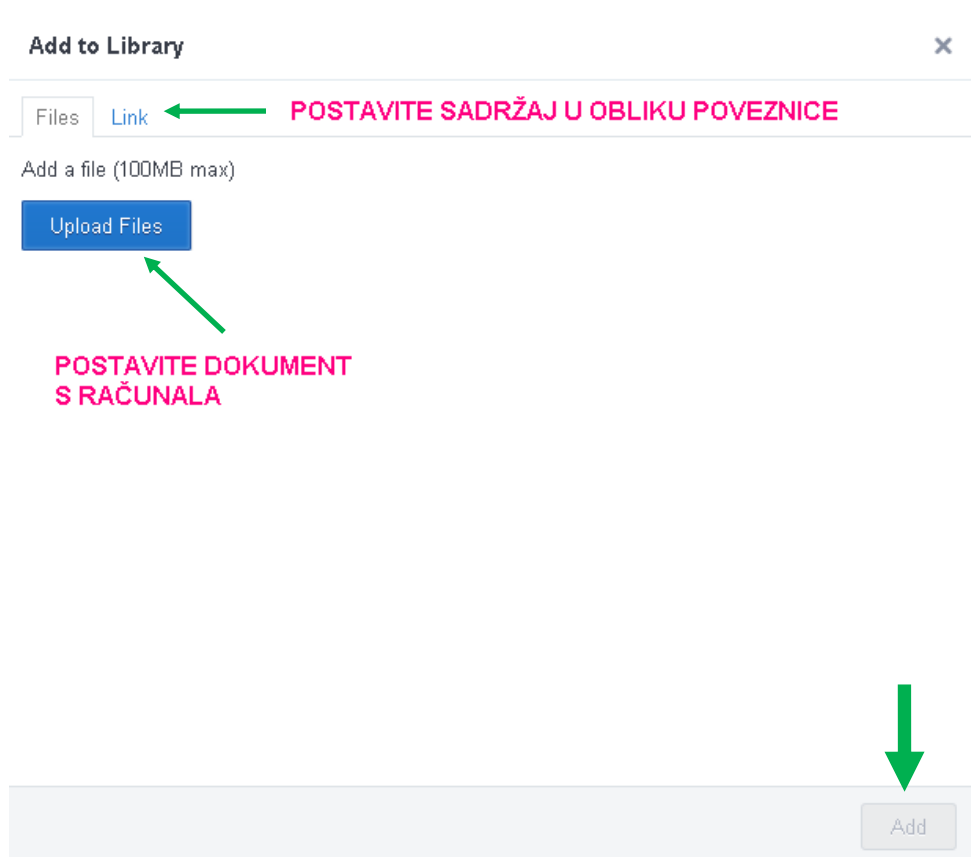 Add to Library
Files Link POSTAVITE SADRŽAJ U OBLIKU POVEZNICE
Add a file (100MB max)
Upload Files
POSTAVITE DOKUMENT
S RAČUNALA
Add